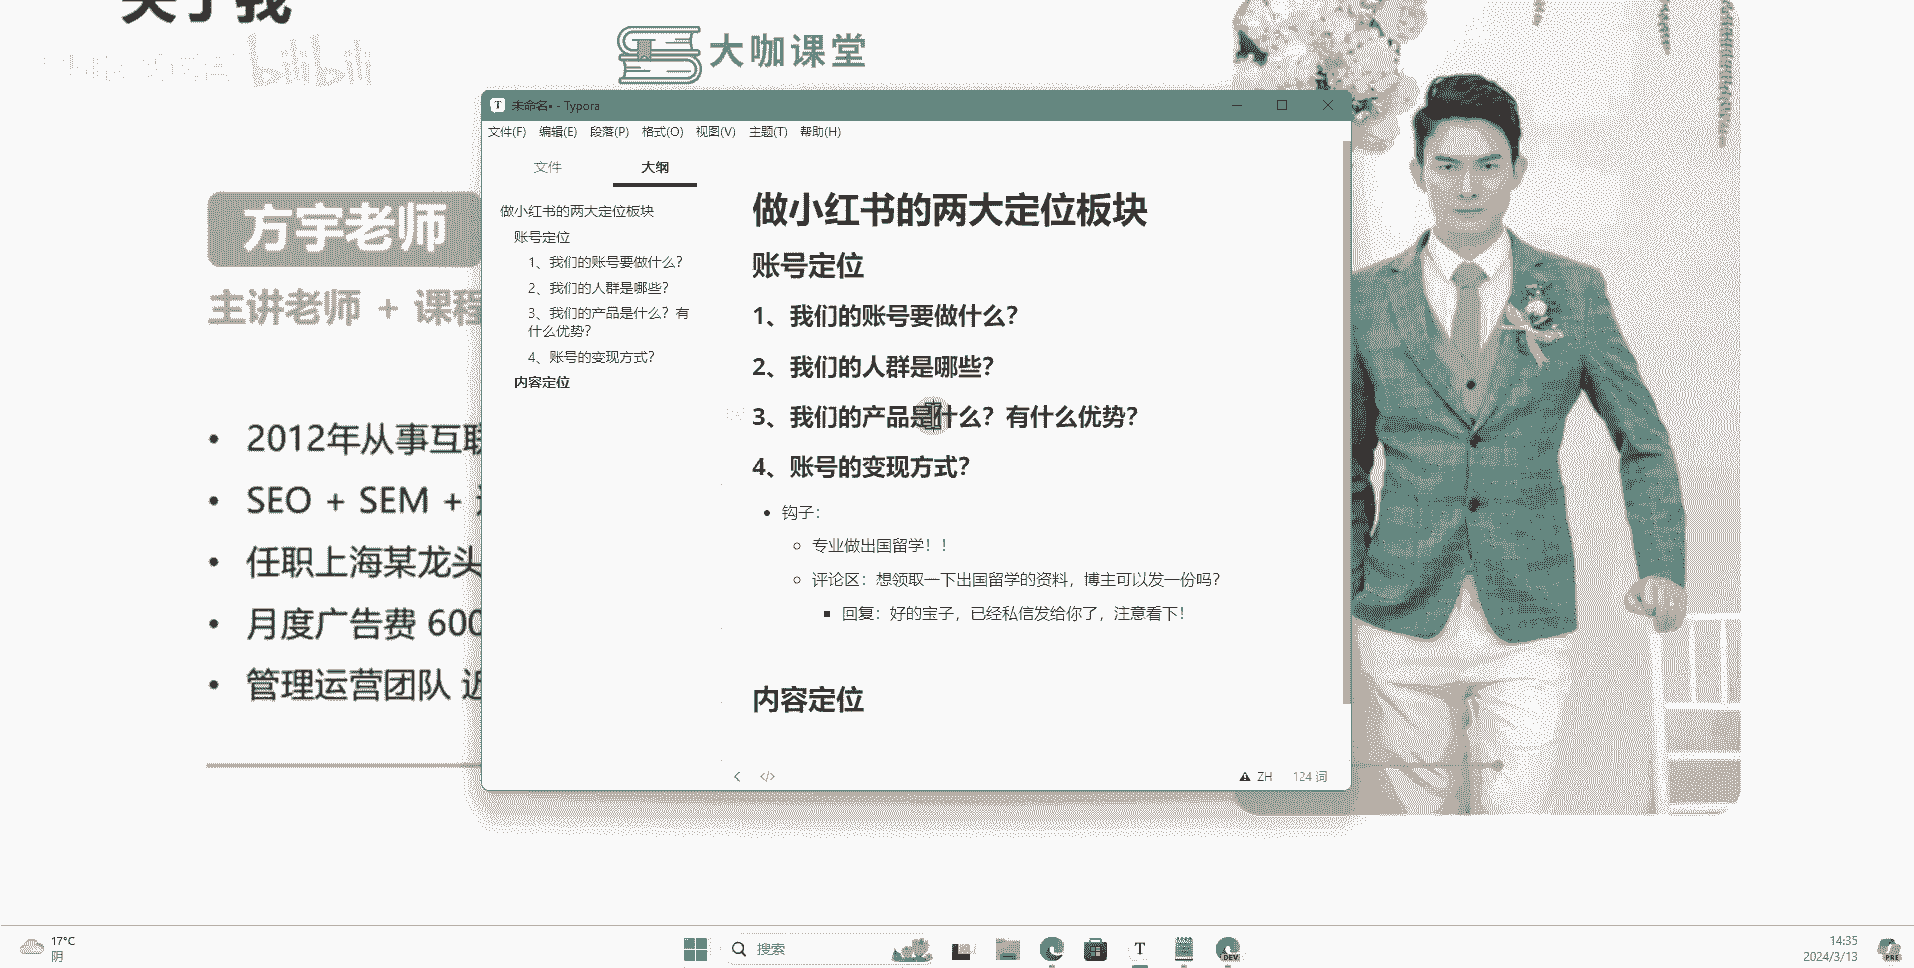 关于我
bilibili
大咖课堂
方宇老师
主讲老师 + 课程
2012年从事互联
SEO + SEM +
任职上海某龙头
月度广告费 600
管理运营团队 近
未命名• - Typora
文件(F) 编辑(E) 段落(P) 格式(O) 视图(V) 主题(T) 帮助(H)
文件 大纲
做小红书的两大定位板块
账号定位
1、我们的账号要做什么？
2、我们的人群是哪些？
3、我们的产品是什么？有
什么优势？
4、账号的变现方式？
内容定位
做小红书的两大定位板块
账号定位
1、我们的账号要做什么？
2、我们的人群是哪些？
3、我们的产品是什么？有什么优势？
4、账号的变现方式？
钩子：
专业做出国留学！！
评论区：想领取一下出国留学的资料，博主可以发一份吗？
回复：好的宝子，已经私信发给你了，注意看下！
内容定位
</> ZH 124 词
17°C
阴
搜索
T
DEV
14:35
2024/3/13
PRE